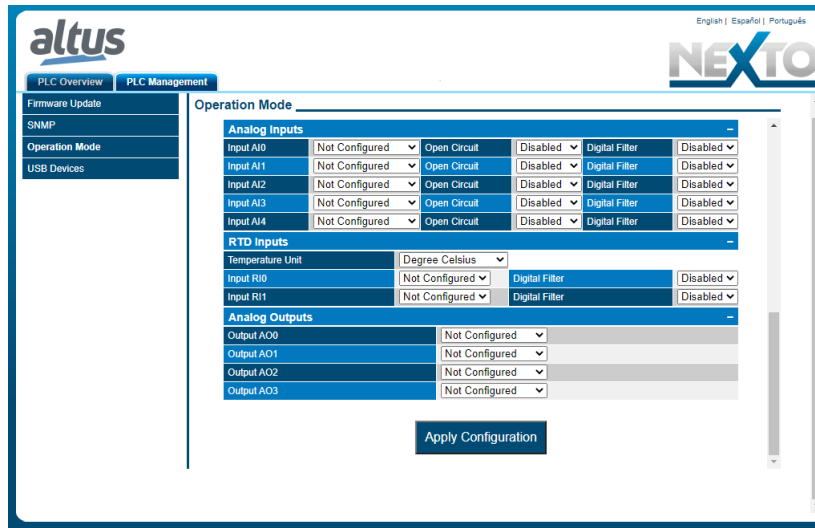 English | Español | Português
altus
NEXTO
PLC Overview PLC Management
Firmware Update
SNMP
Operation Mode
USB Devices
Operation Mode
Analog Inputs –
Input AI0 Not Configured Open Circuit Disabled Digital Filter Disabled
Input AI1 Not Configured Open Circuit Disabled Digital Filter Disabled
Input AI2 Not Configured Open Circuit Disabled Digital Filter Disabled
Input AI3 Not Configured Open Circuit Disabled Digital Filter Disabled
Input AI4 Not Configured Open Circuit Disabled Digital Filter Disabled
RTD Inputs –
Temperature Unit Degree Celsius
Input RI0 Not Configured Digital Filter Disabled
Input RI1 Not Configured Digital Filter Disabled
Analog Outputs –
Output AO0 Not Configured
Output AO1 Not Configured
Output AO2 Not Configured
Output AO3 Not Configured
Apply Configuration